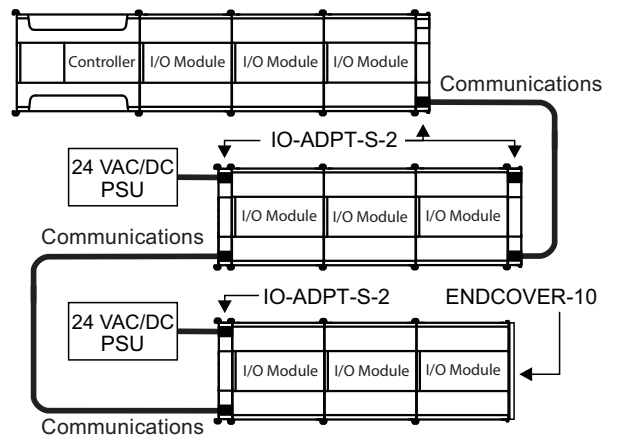 Controller I/O Module I/O Module I/O Module
Communications
IO-ADPT-S-2
24 VAC/DC
PSU
I/O Module I/O Module I/O Module
Communications
IO-ADPT-S-2 ENDCOVER-10
24 VAC/DC
PSU
I/O Module I/O Module I/O Module
Communications